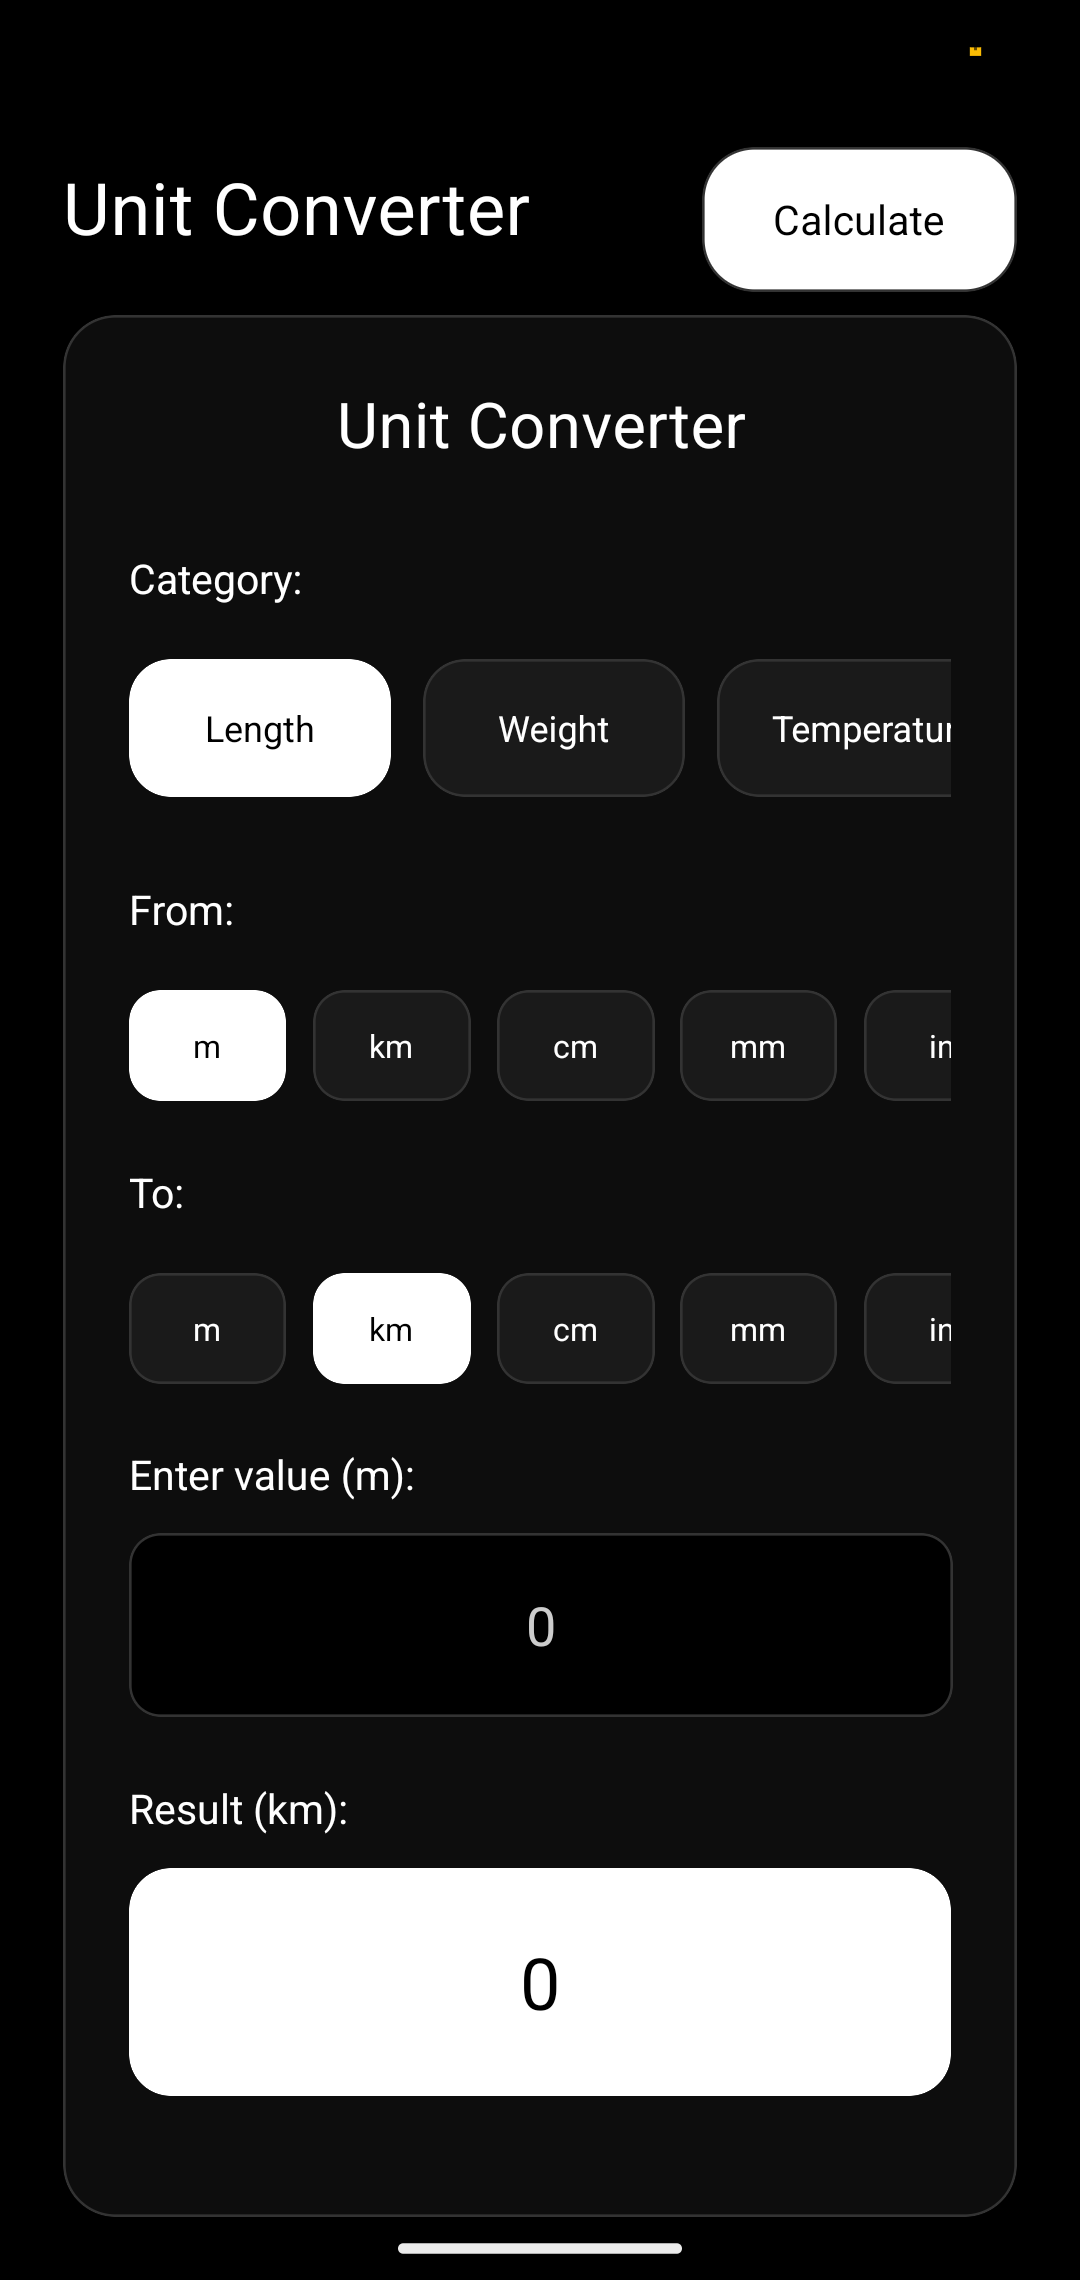 Unit Converter
Calculate
Unit Converter
Category:
Length Weight Temperatur
From:
m km cm mm in
To:
m km cm mm in
Enter value (m):
0
Result (km):
0